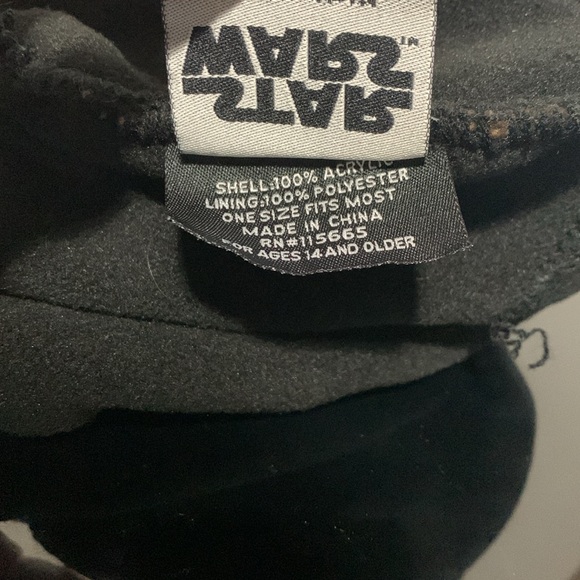 STAR
WARS
TM
SHELL:100% ACRYLIC
LINING:100% POLYESTER
ONE SIZE FITS MOST
MADE IN CHINA
RN#115665
FOR AGES 14 AND OLDER